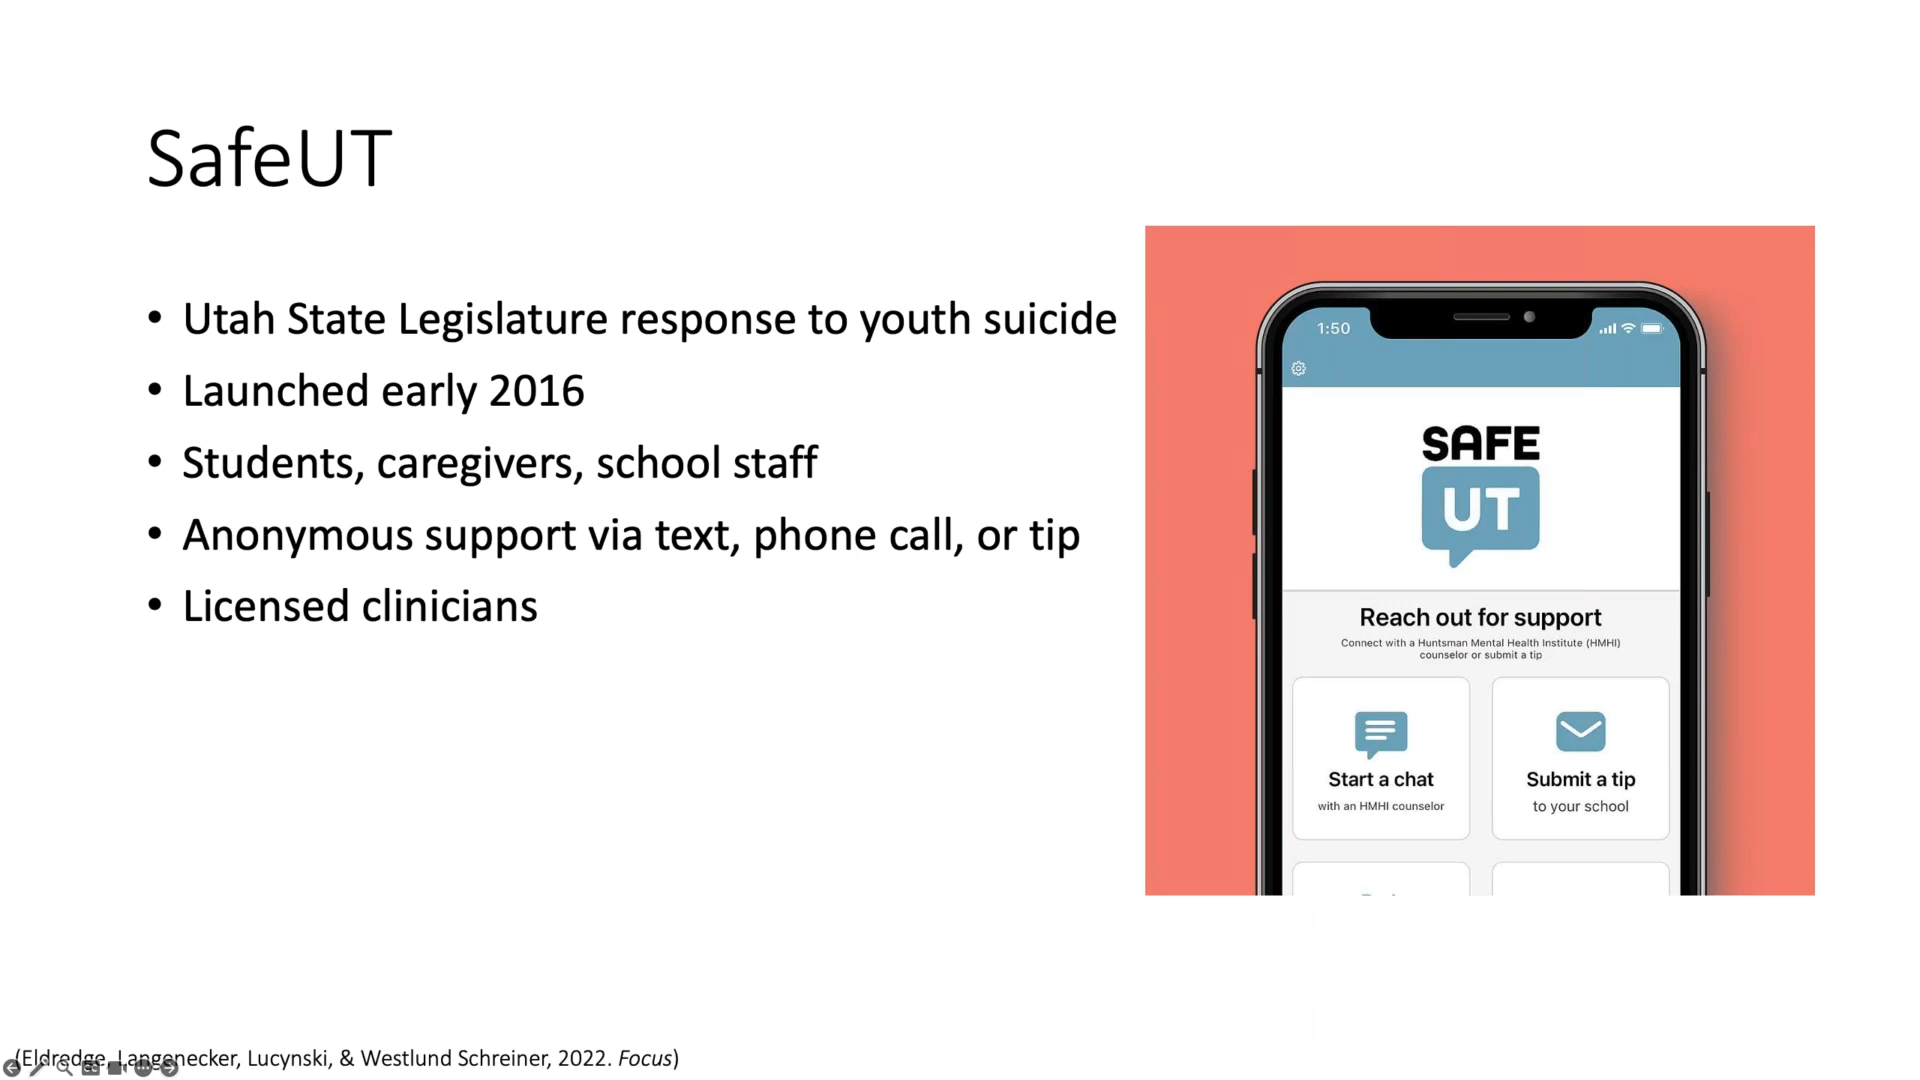 SafeUT
• Utah State Legislature response to youth suicide
• Launched early 2016
• Students, caregivers, school staff
• Anonymous support via text, phone call, or tip
• Licensed clinicians
1:50
SAFE
UT
Reach out for support
Connect with a Huntsman Mental Health Institute (HMHI)
counselor or submit a tip
Start a chat
with an HMHI counselor
Submit a tip
to your school
(Eldredge, Langenecker, Lucynski, & Westlund Schreiner, 2022. Focus)